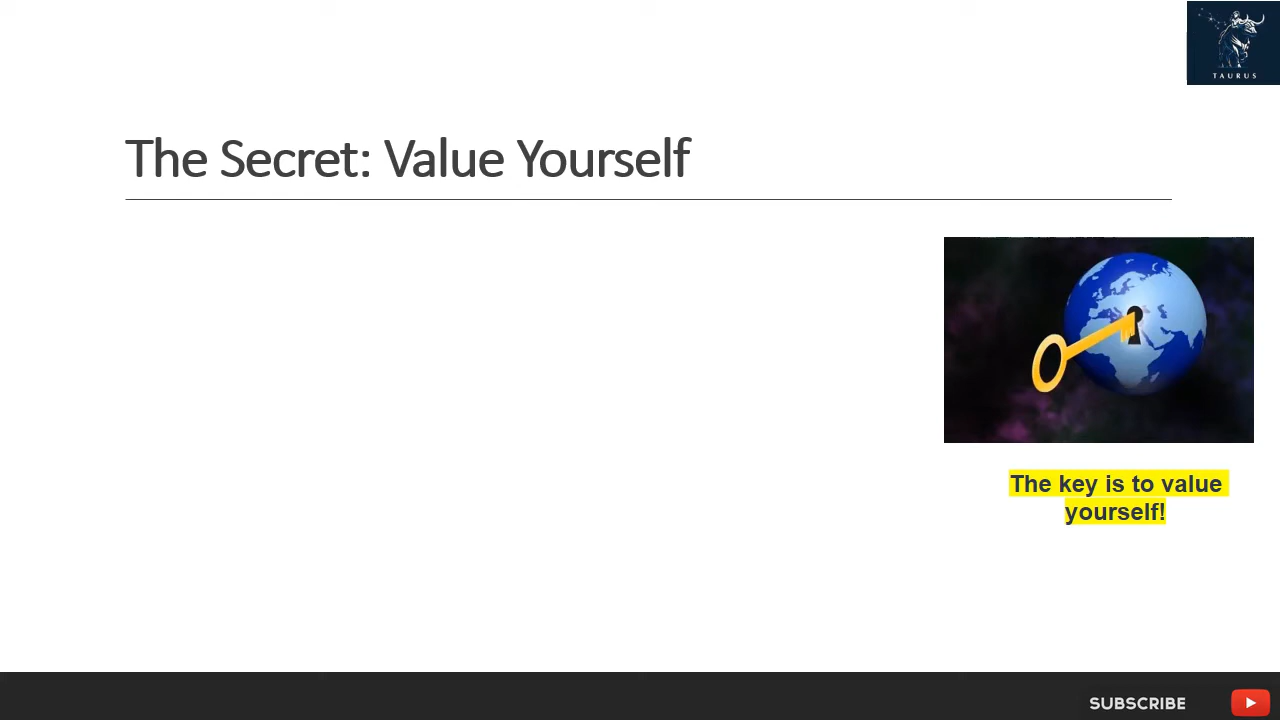 TAURUS
The Secret: Value Yourself
The key is to value
yourself!
SUBSCRIBE